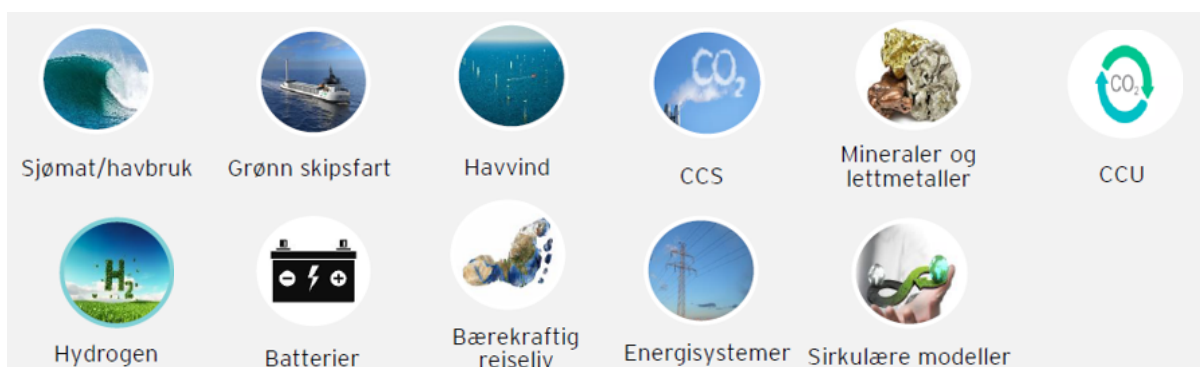 CO2
CO2
Sjømat/havbruk
Grønn skipsfart
Havvind
CCS
Mineraler og
lettmetaller
CCU
H2
Hydrogen
Batterier
Bærekraftig
reiseliv
Energisystemer
Sirkulære modeller